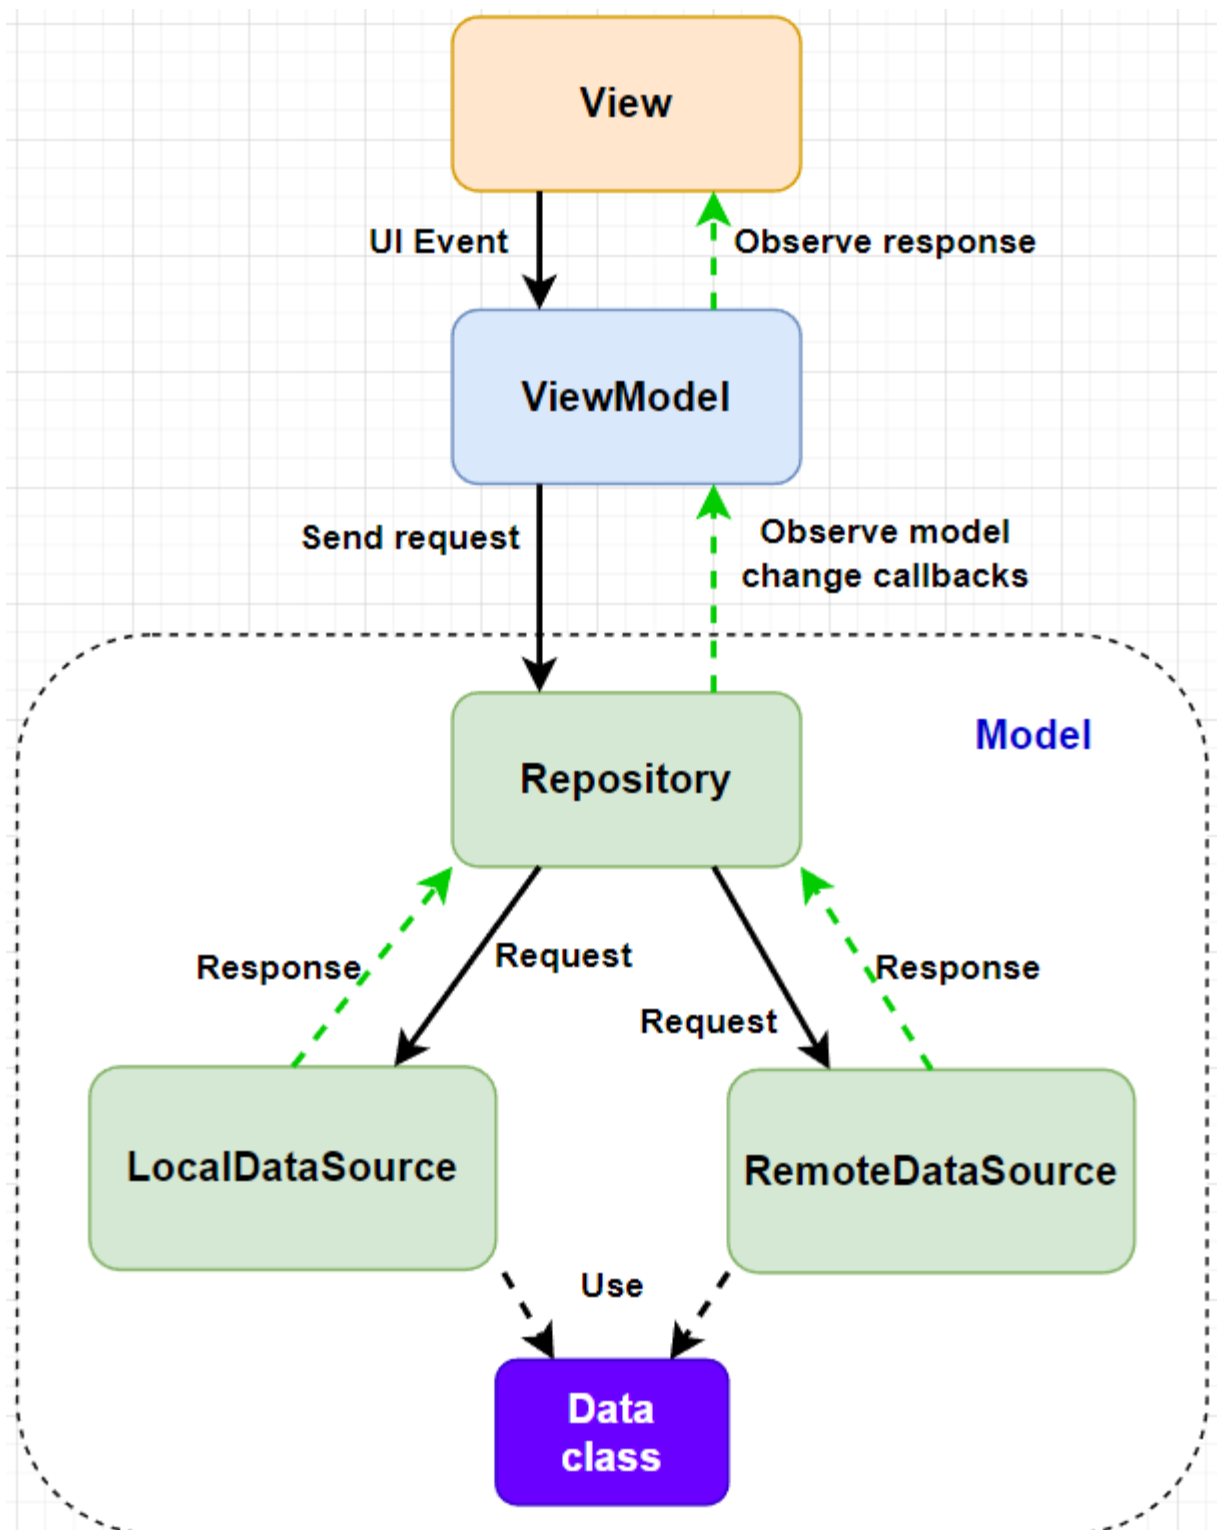 View
UI Event
Observe response
ViewModel
Send request
Observe model
change callbacks
Model
Repository
Response
Request
Request
Response
LocalDataSource
RemoteDataSource
Use
Data
class